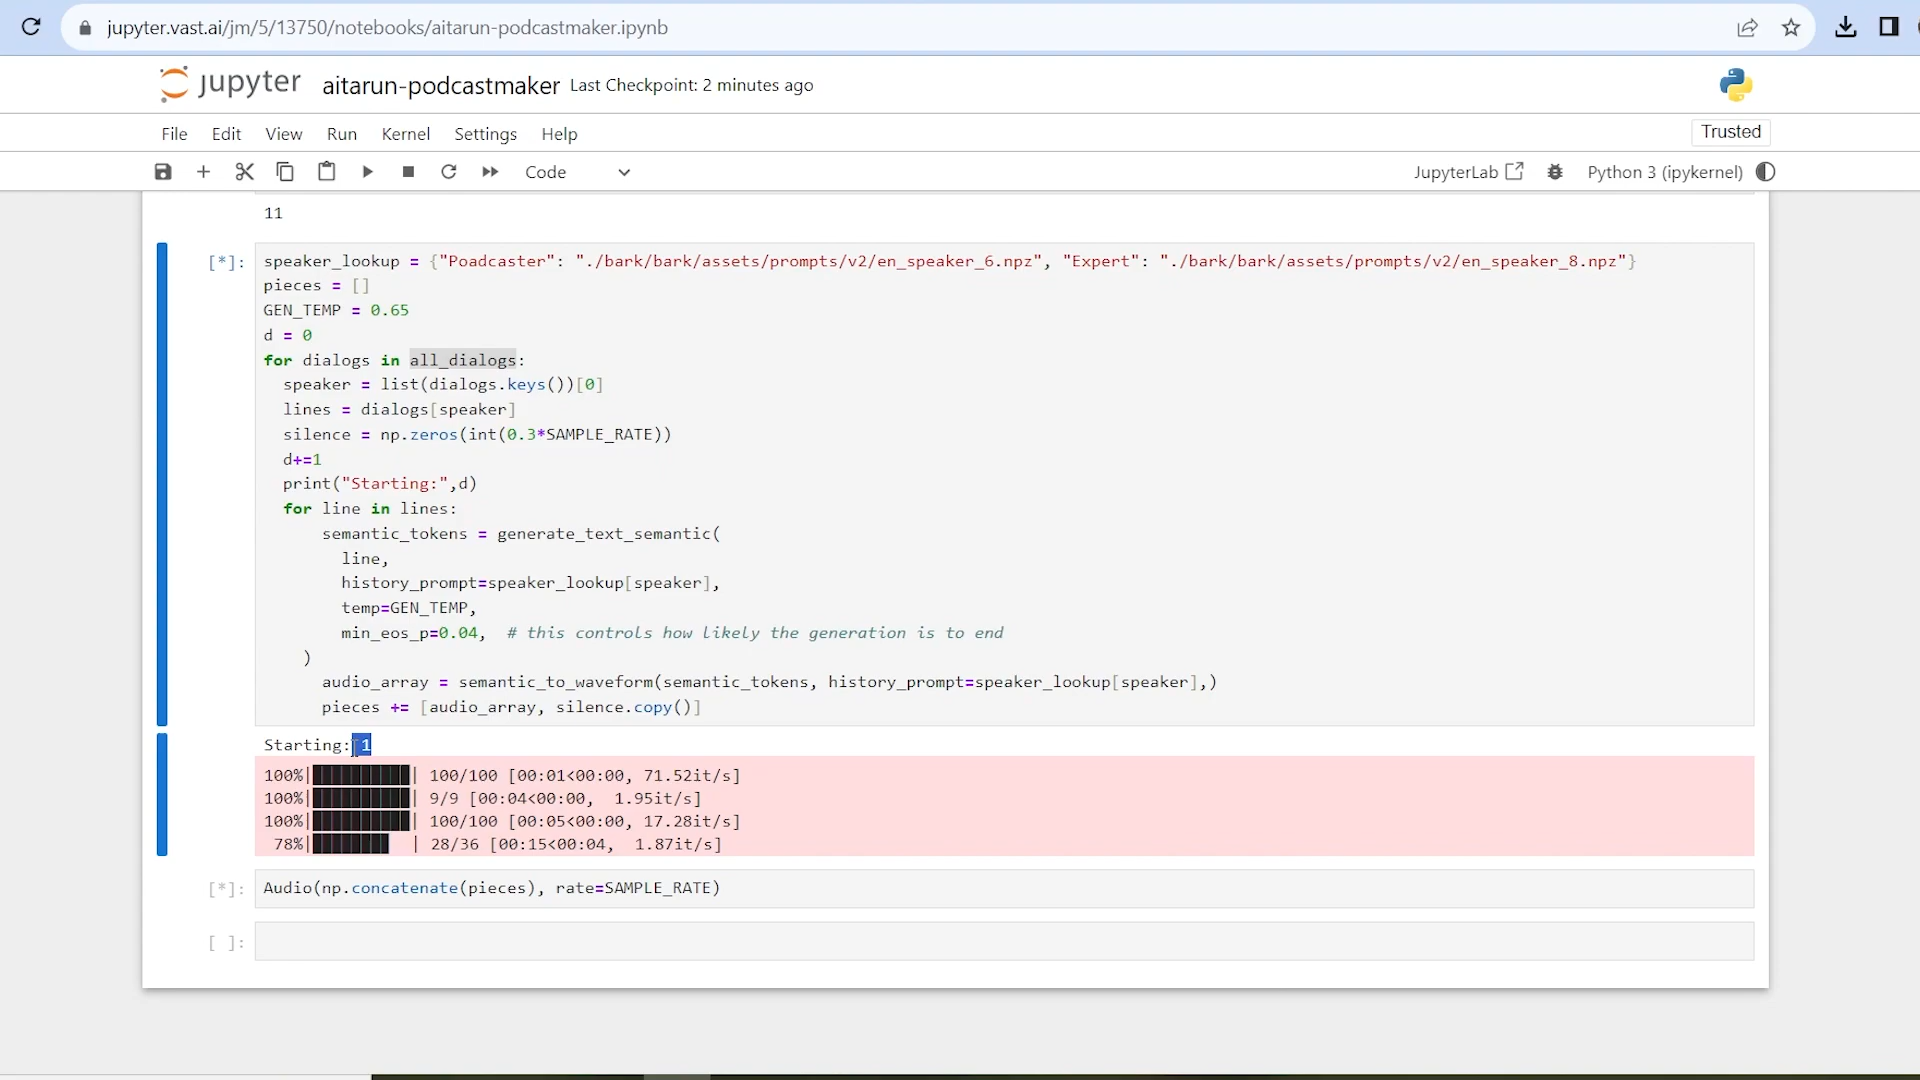 jupyter.vast.ai/jm/5/13750/notebooks/aitarun-podcastmaker.ipynb
jupyter aitarun-podcastmaker Last Checkpoint: 2 minutes ago
File Edit View Run Kernel Settings Help Trusted
Code JupyterLab Python 3 (ipykernel)
11
[*]: speaker_lookup = {"Poadcaster": "./bark/bark/assets/prompts/v2/en_speaker_6.npz", "Expert": "./bark/bark/assets/prompts/v2/en_speaker_8.npz"}
pieces = []
GEN_TEMP = 0.65
d = 0
for dialogs in all_dialogs:
speaker = list(dialogs.keys())[0]
lines = dialogs[speaker]
silence = np.zeros(int(0.3*SAMPLE_RATE))
d+=1
print("Starting:",d)
for line in lines:
semantic_tokens = generate_text_semantic(
line,
history_prompt=speaker_lookup[speaker],
temp=GEN_TEMP,
min_eos_p=0.04, # this controls how likely the generation is to end
)
audio_array = semantic_to_waveform(semantic_tokens, history_prompt=speaker_lookup[speaker],)
pieces += [audio_array, silence.copy()]
Starting: 1
100%|██████████| 100/100 [00:01<00:00, 71.52it/s]
100%|██████████| 9/9 [00:04<00:00, 1.95it/s]
100%|██████████| 100/100 [00:05<00:00, 17.28it/s]
78%|████████ | 28/36 [00:15<00:04, 1.87it/s]
[*]: Audio(np.concatenate(pieces), rate=SAMPLE_RATE)
[ ]: